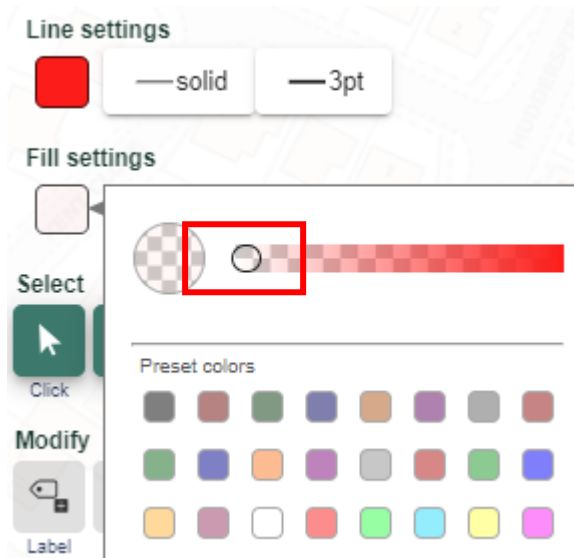 Line settings
solid
3pt
Fill settings
Select
Preset colors
Click
Modify
Label